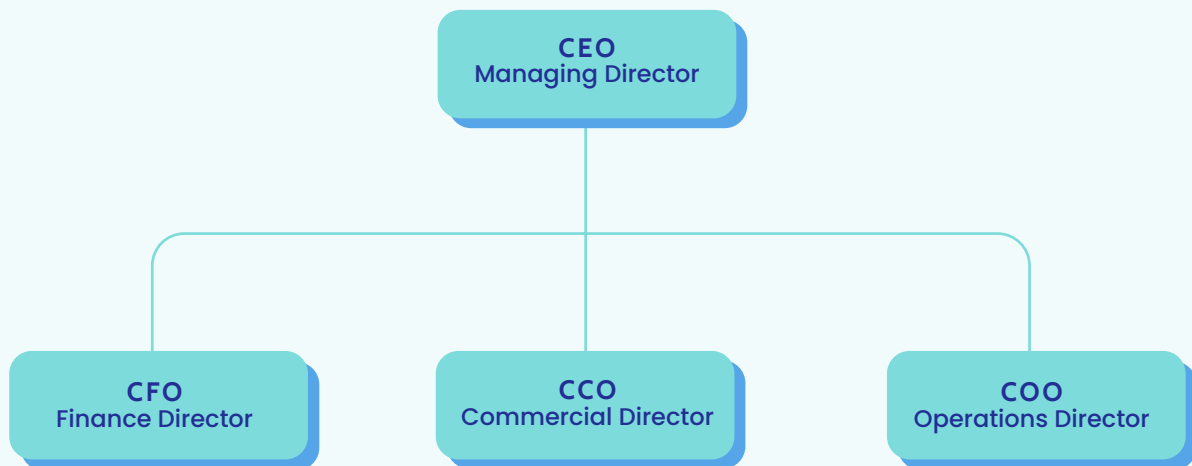 CEO
Managing Director
CFO
Finance Director
CCO
Commercial Director
COO
Operations Director